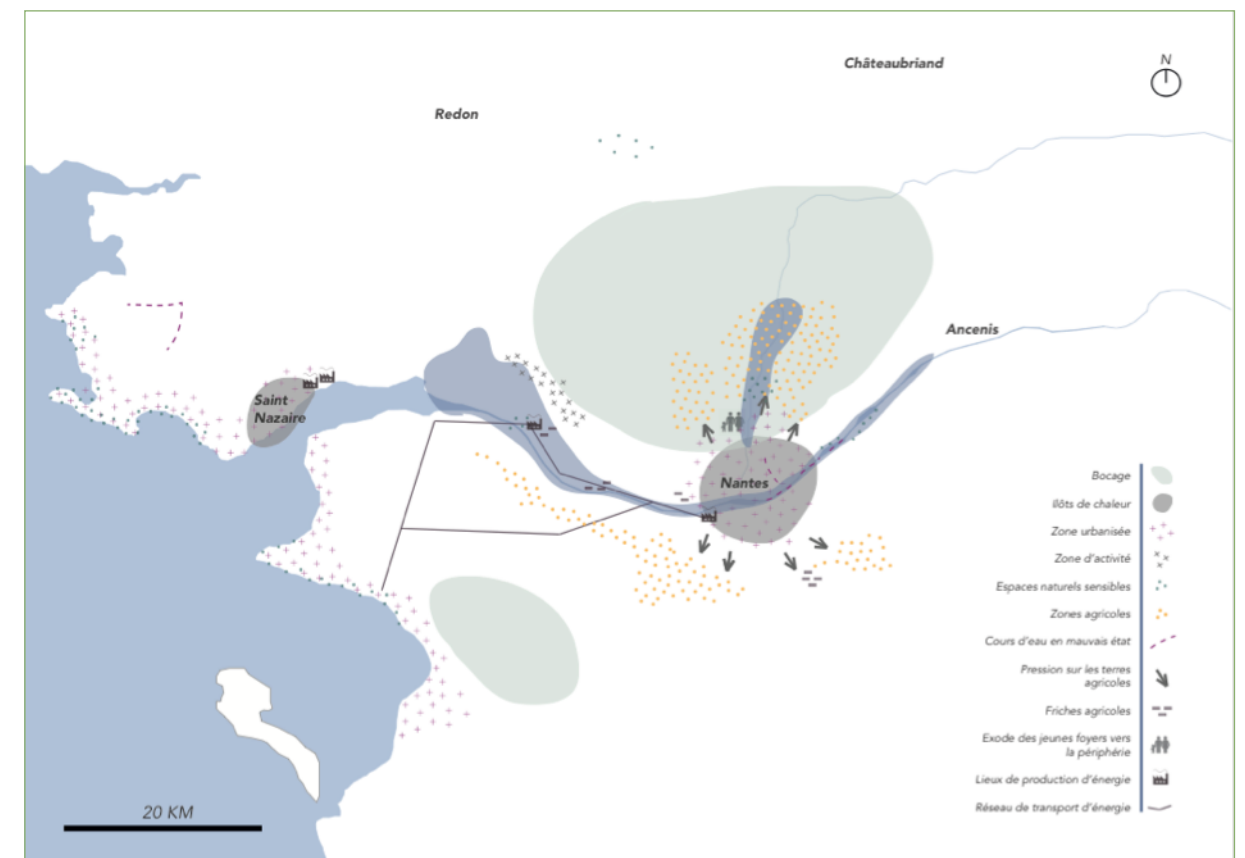 Châteaubriand
N
Redon
Ancenis
Saint
Nazaire
Nantes
Bocage
Ilôts de chaleur
Zone urbanisée
Zone d'activité
Espaces naturels sensibles
Zones agricoles
Cours d'eau en mauvais état
Pression sur les terres
agricoles
Friches agricoles
Exode des jeunes foyers vers
la périphérie
Lieux de production d'énergie
Réseau de transport d'énergie
20 KM